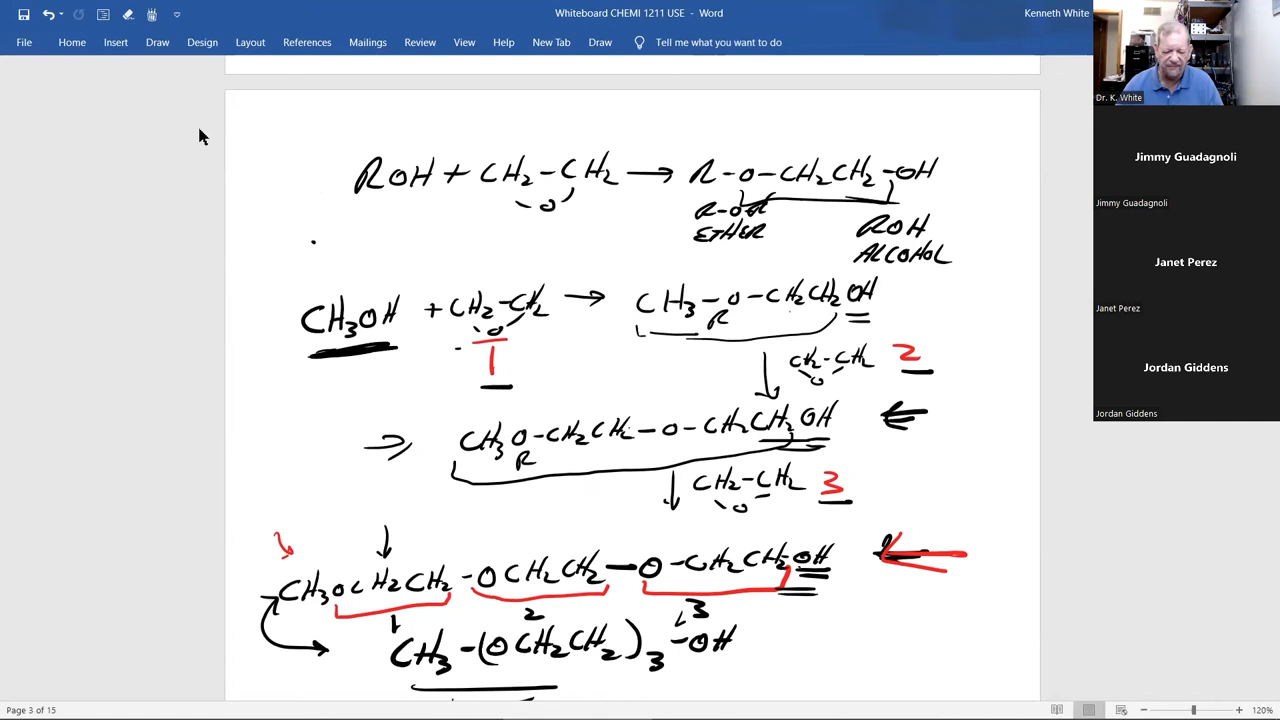 Whiteboard CHEMI 1211 USE - Word
Kenneth White
File Home Insert Draw Design Layout References Mailings Review View Help New Tab Draw Tell me what you want to do
Dr. K. White
Jimmy Guadagnoli
Jimmy Guadagnoli
Janet Perez
Janet Perez
Jordan Giddens
Jordan Giddens
ROH + CH2 - CH2 → R - O - CH2CH2 - OH
O
R-OR ROH
ETHER ALCOHOL
CH3OH + CH2 - CH2 → CH3 - O - CH2CH2OH
O R
1
CH2 - CH2 2
O
⇒ CH3O - CH2CH2 - O - CH2CH2OH
R
CH2 - CH2 3
O
CH3OCH2CH2 - OCH2CH2 - O - CH2CH2OH
2 3
CH3 - (OCH2CH2)3 - OH
Page 3 of 15
120%